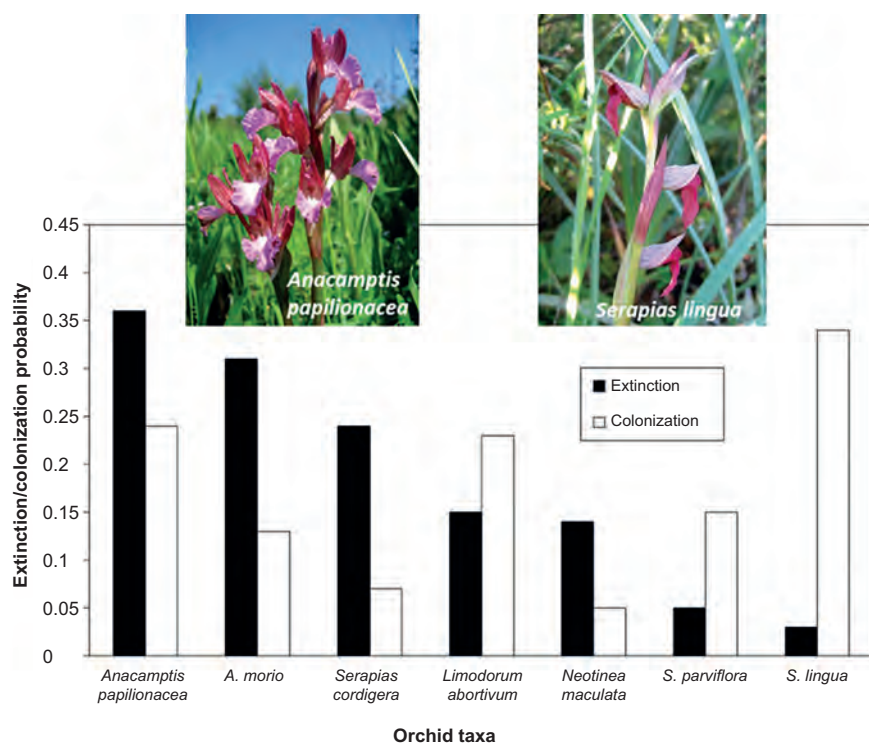 Anacamptis
papilionacea
Serapias lingua
Extinction/colonization probability
0.45
0.4
0.35
0.3
0.25
0.2
0.15
0.1
0.05
0
Extinction
Colonization
Anacamptis
papilionacea
A. morio
Serapias
cordigera
Limodorum
abortivum
Neotinea
maculata
S. parviflora
S. lingua
Orchid taxa